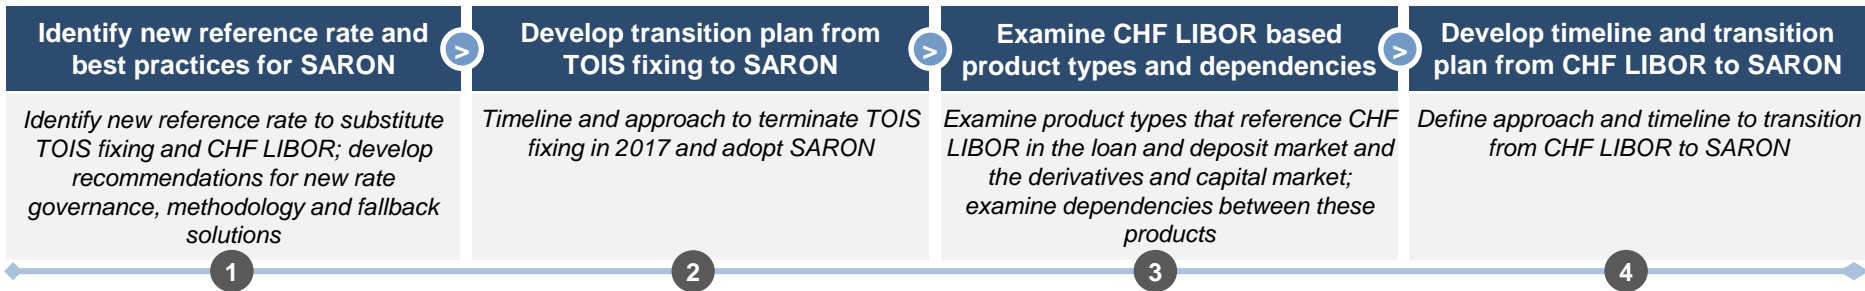 Identify new reference rate and
best practices for SARON
>
Develop transition plan from
TOIS fixing to SARON
>
Examine CHF LIBOR based
product types and dependencies
>
Develop timeline and transition
plan from CHF LIBOR to SARON
Identify new reference rate to substitute
TOIS fixing and CHF LIBOR; develop
recommendations for new rate
governance, methodology and fallback
solutions
Timeline and approach to terminate TOIS
fixing in 2017 and adopt SARON
Examine product types that reference CHF
LIBOR in the loan and deposit market and
the derivatives and capital market;
examine dependencies between these
products
Define approach and timeline to transition
from CHF LIBOR to SARON
1
2
3
4